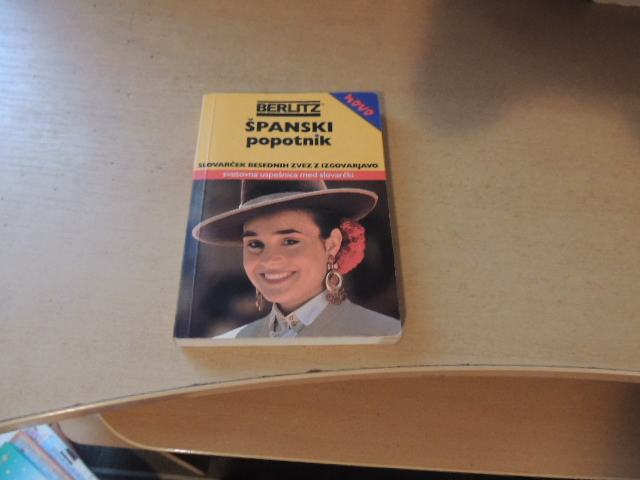 BERLITZ
novo
ŠPANSKI
popotnik
SLOVARČEK BESEDNIH ZVEZ Z IZGOVARJAVO
svetovna uspešnica med slovarčki